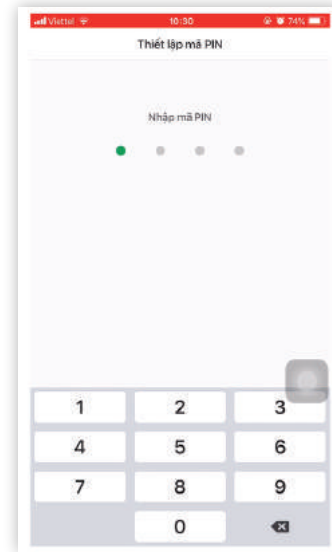 Viettel 10:30 74%
Thiết lập mã PIN
Nhập mã PIN
1 2 3
4 5 6
7 8 9
0